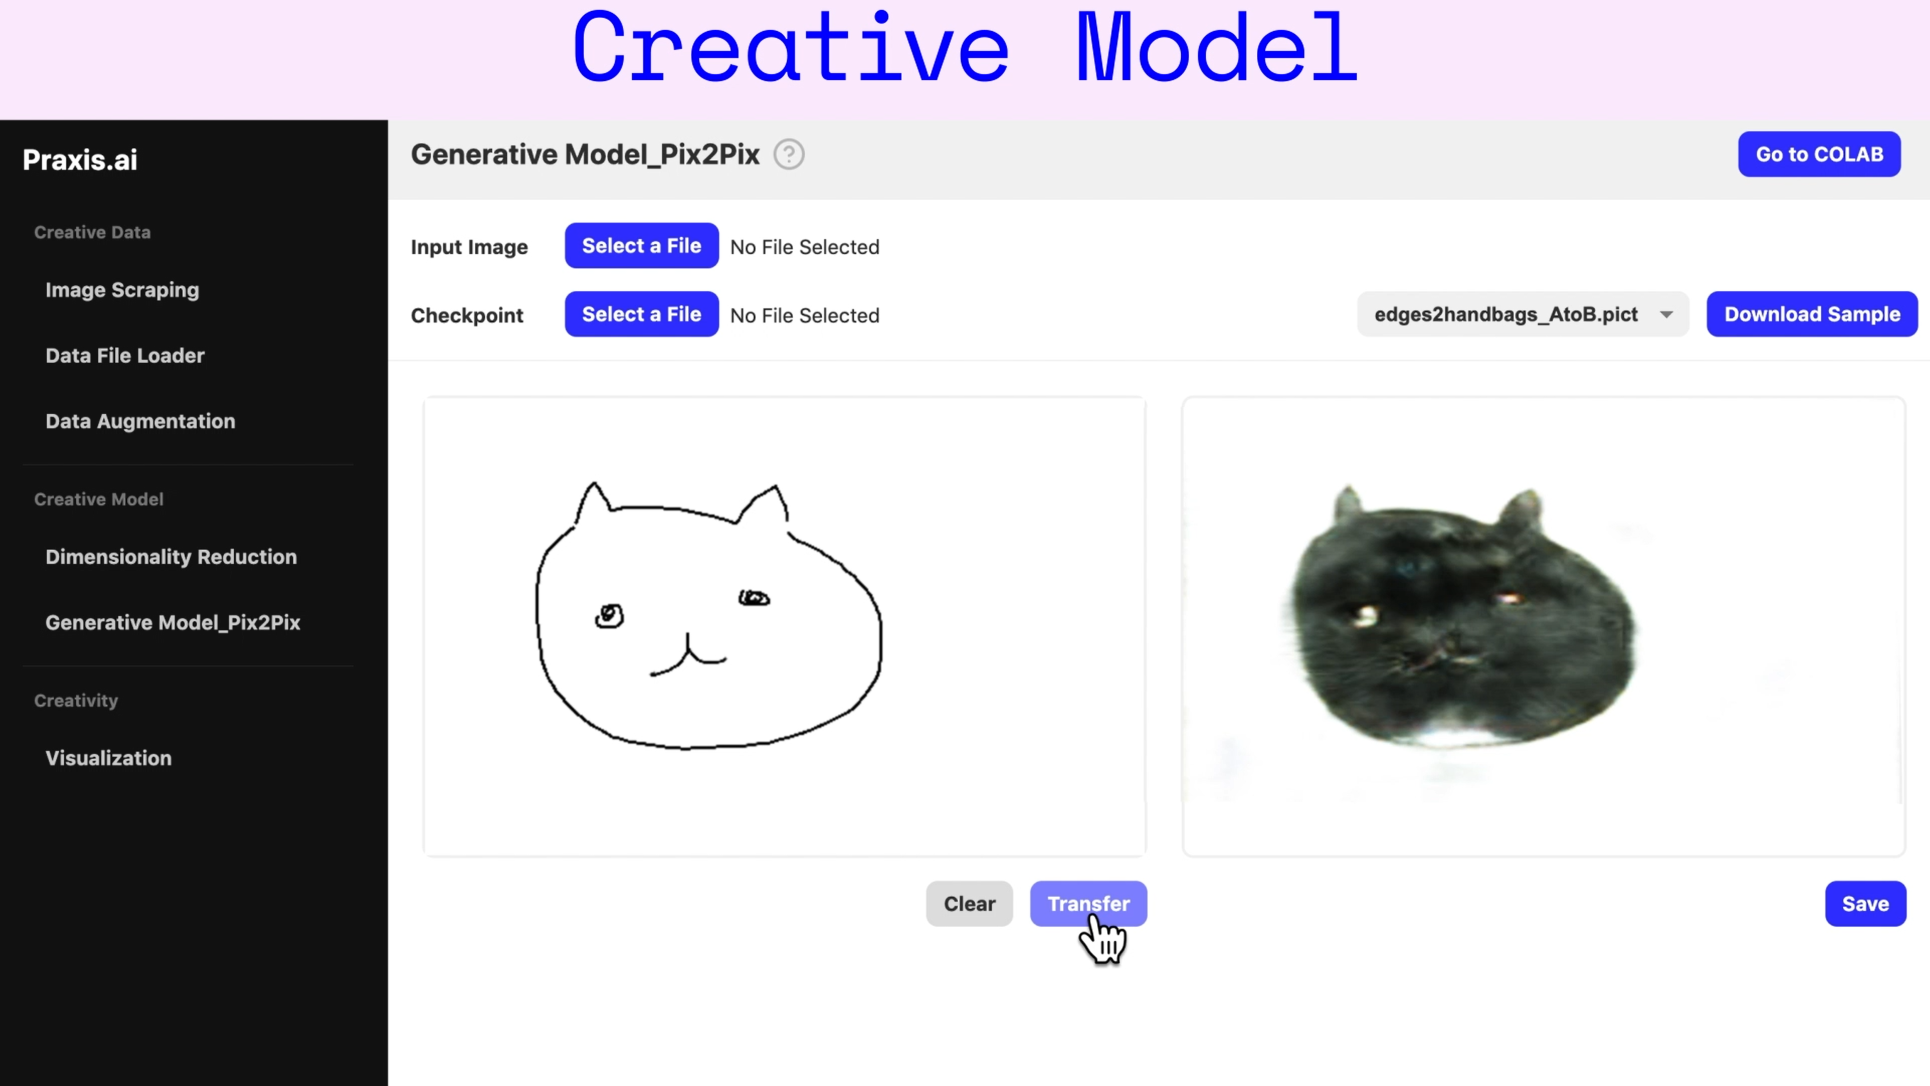 Creative Model
Praxis.ai
Creative Data
Image Scraping
Data File Loader
Data Augmentation
Creative Model
Dimensionality Reduction
Generative Model_Pix2Pix
Creativity
Visualization
Generative Model_Pix2Pix ?
Go to COLAB
Input Image Select a File No File Selected
Checkpoint Select a File No File Selected edges2handbags_AtoB.pict Download Sample
Clear Transfer Save